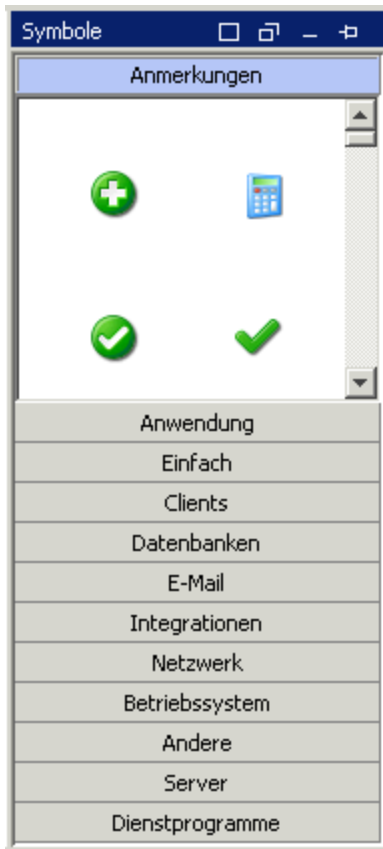 Symbole
Anmerkungen
Anwendung
Einfach
Clients
Datenbanken
E-Mail
Integrationen
Netzwerk
Betriebssystem
Andere
Server
Dienstprogramme